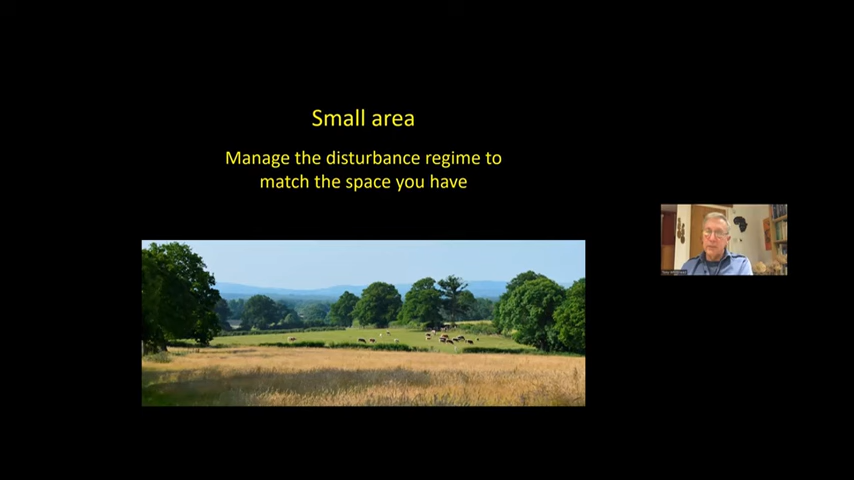 Small area
Manage the disturbance regime to
match the space you have